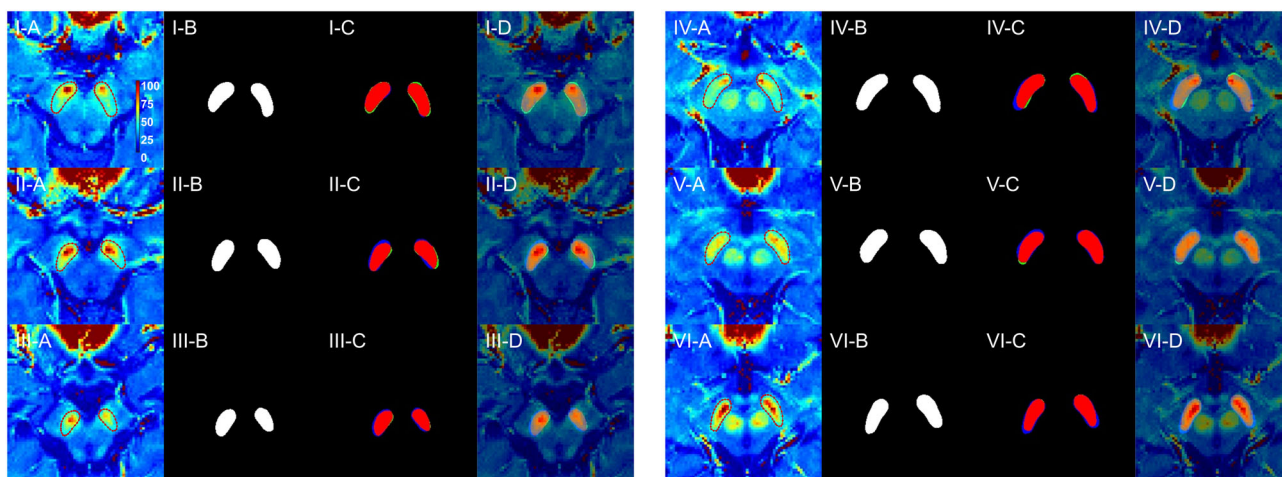 I-A I-B I-C I-D IV-A IV-B IV-C IV-D
100
75
50
25
0
II-A II-B II-C II-D V-A V-B V-C V-D
III-A III-B III-C III-D VI-A VI-B VI-C VI-D